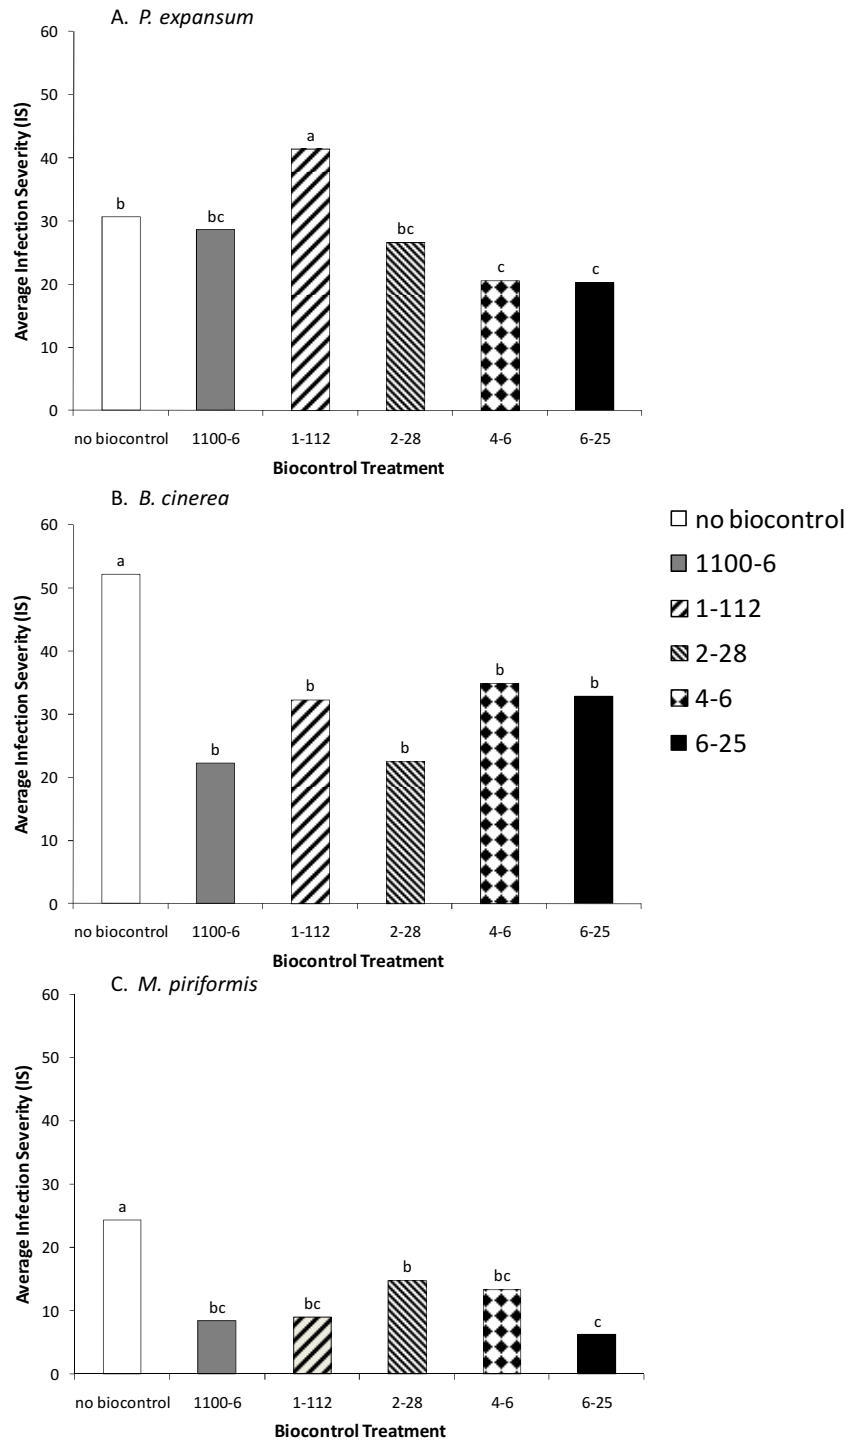 A. P. expansum
60
50
40
30
20
10
0
Average Infection Severity (IS)
b
bc
a
bc
c
c
no biocontrol 1100-6 1-112 2-28 4-6 6-25
Biocontrol Treatment
B. B. cinerea
60
50
40
30
20
10
0
Average Infection Severity (IS)
a
b
b
b
b
b
no biocontrol 1100-6 1-112 2-28 4-6 6-25
Biocontrol Treatment
no biocontrol
1100-6
1-112
2-28
4-6
6-25
C. M. piriformis
60
50
40
30
20
10
0
Average Infection Severity (IS)
a
bc
bc
b
bc
c
no biocontrol 1100-6 1-112 2-28 4-6 6-25
Biocontrol Treatment